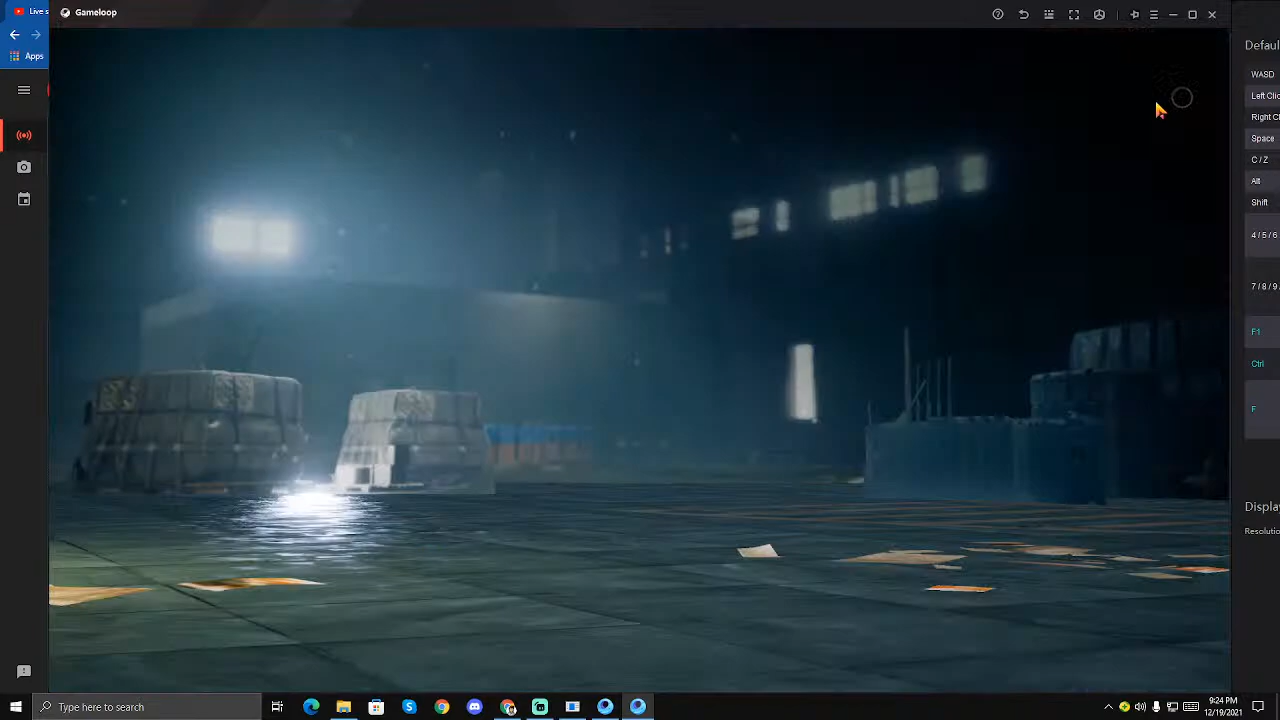 Live s
Gameloop
Apps
Defaul
WASD
Left Clic
Right C
Space
C / Z
Alt
Shift
4 / 5 / 6
7 / 8 / 9
F1
Ctrl
F
Display
Resolutio
Type here to search
9:24 PM
12/19/2021